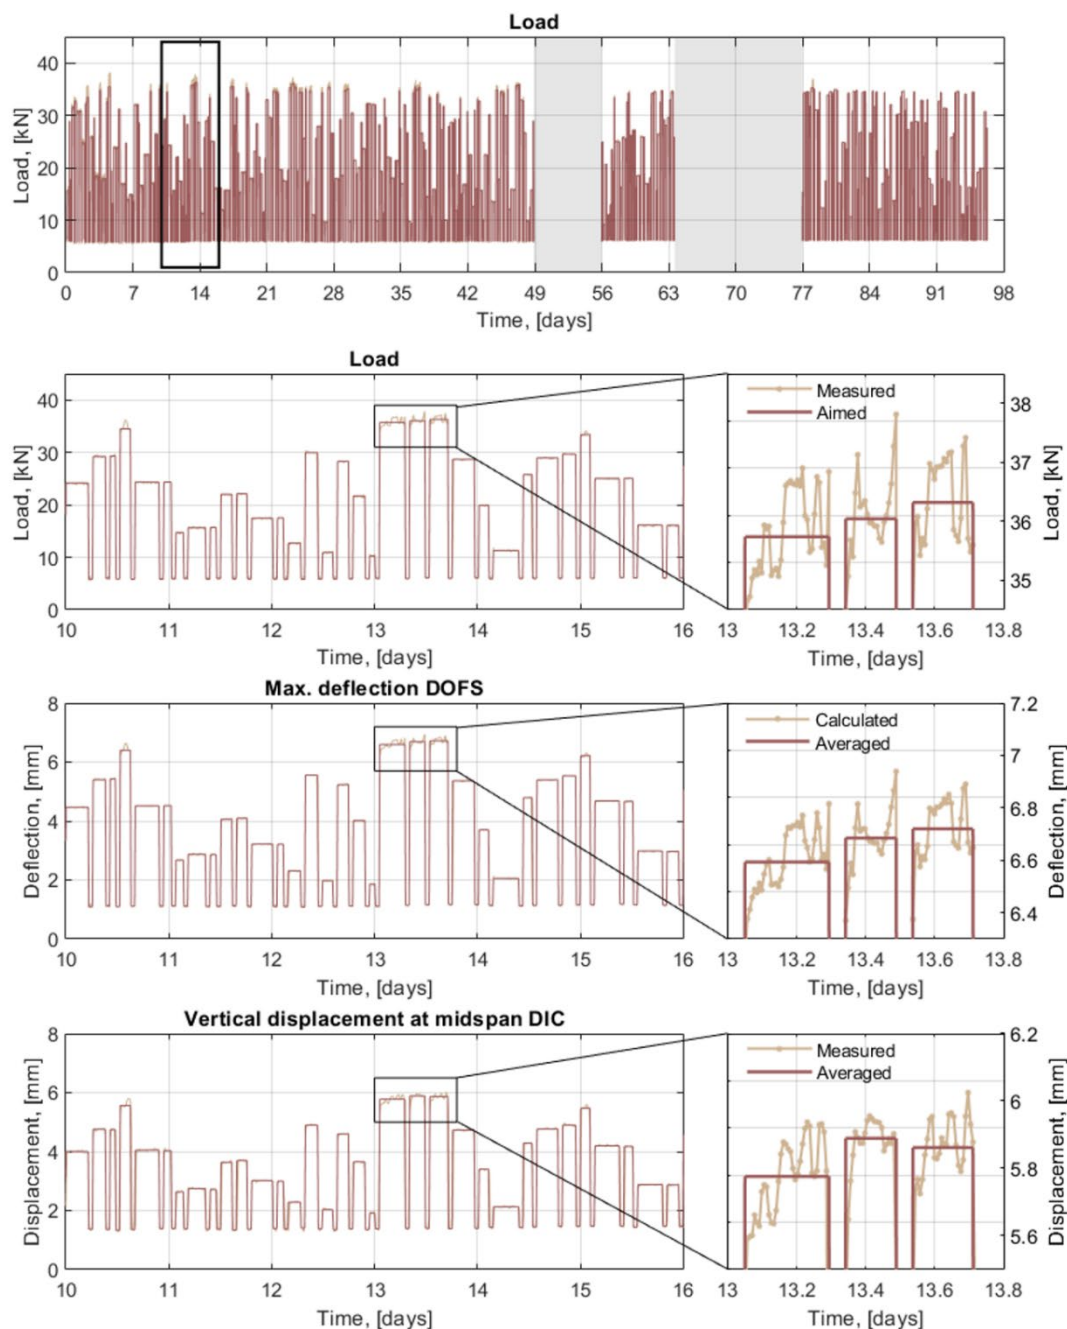 Load
Load, [kN]
40
30
20
10
0
0 7 14 21 28 35 42 49 56 63 70 77 84 91 98
Time, [days]
Load
Load, [kN]
40
30
20
10
0
10 11 12 13 14 15 16
Time, [days]
Measured
Aimed
38
37
36
35
Load, [kN]
13 13.2 13.4 13.6 13.8
Time, [days]
Max. deflection DOFS
Deflection, [mm]
8
6
4
2
0
10 11 12 13 14 15 16
Time, [days]
Calculated
Averaged
7.2
7
6.8
6.6
6.4
Deflection, [mm]
13 13.2 13.4 13.6 13.8
Time, [days]
Vertical displacement at midspan DIC
Displacement, [mm]
8
6
4
2
0
10 11 12 13 14 15 16
Time, [days]
Measured
Averaged
6.2
6
5.8
5.6
Displacement, [mm]
13 13.2 13.4 13.6 13.8
Time, [days]